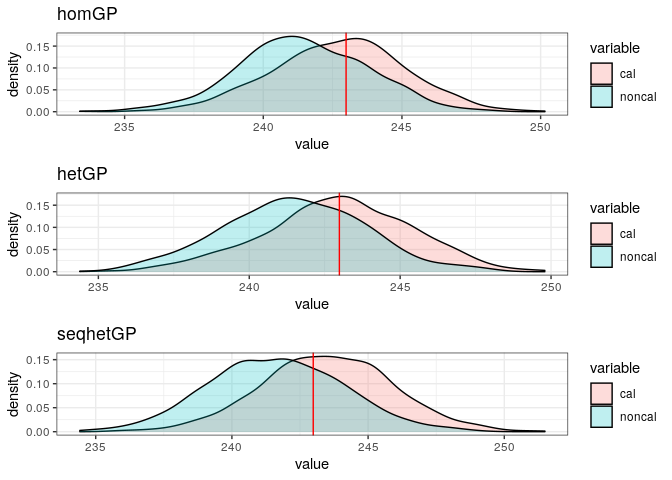 homGP
density
0.15
0.10
0.05
0.00
235
240
245
250
value
variable
cal
noncal
hetGP
density
0.15
0.10
0.05
0.00
235
240
245
250
value
variable
cal
noncal
seqhetGP
density
0.15
0.10
0.05
0.00
235
240
245
250
value
variable
cal
noncal